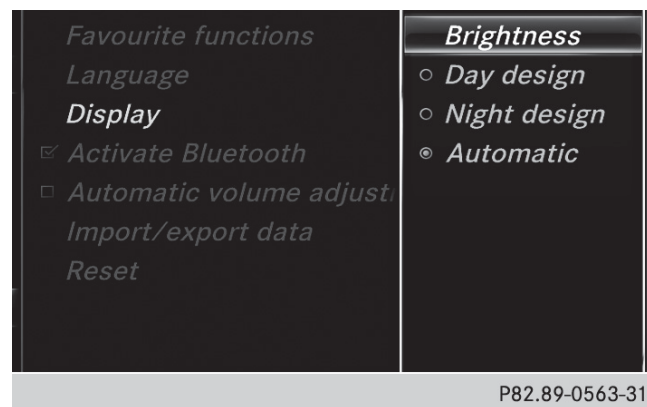 Favourite functions
Language
Display
Activate Bluetooth
Automatic volume
Import/export data
Reset
Brightness
Day design
Night design
Automatic
P82.89-0563-31